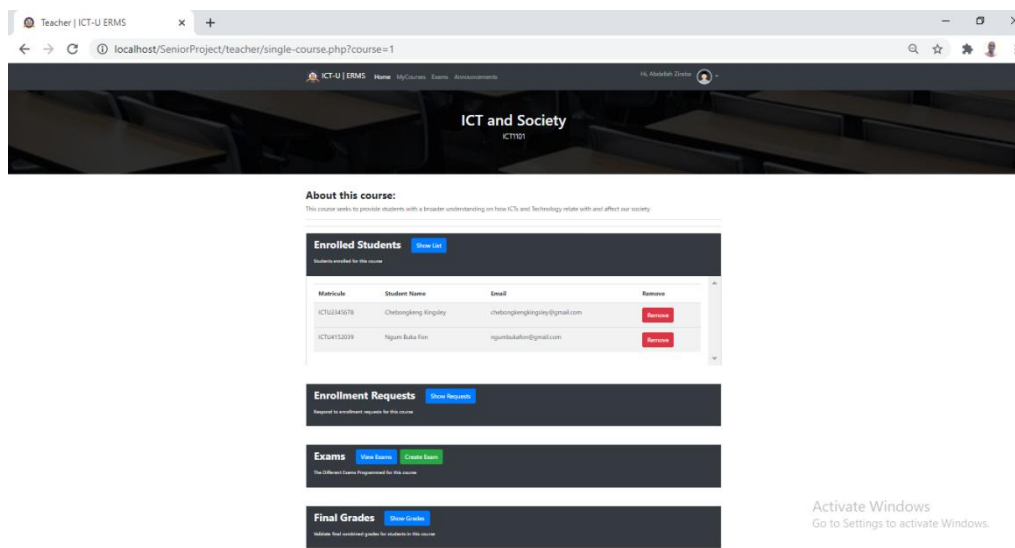 Teacher | ICT-U ERMS
localhost/SeniorProject/teacher/single-course.php?course=1
ICT-U | ERMS Home MyCourses Exams Announcements
Hi, Abdallah Ziraba
ICT and Society
ICT1101
About this course:
This course seeks to provide students with a broader understanding on how ICTs and Technology relate with and affect our society
Enrolled Students Show List
Students enrolled for this course
Matricule Student Name Email Remove
ICTU2345678 Chebongkeng Kingsley chebongkengkingsley@gmail.com Remove
ICTU4152039 Ngum Buka Fon ngumbukafon@gmail.com Remove
Enrollment Requests Show Requests
Respond to enrollment requests for this course
Exams View Exams Create Exam
The Different Exams Programmed for this course
Final Grades Show Grades
Validate final combined grades for students in this course
Activate Windows
Go to Settings to activate Windows.